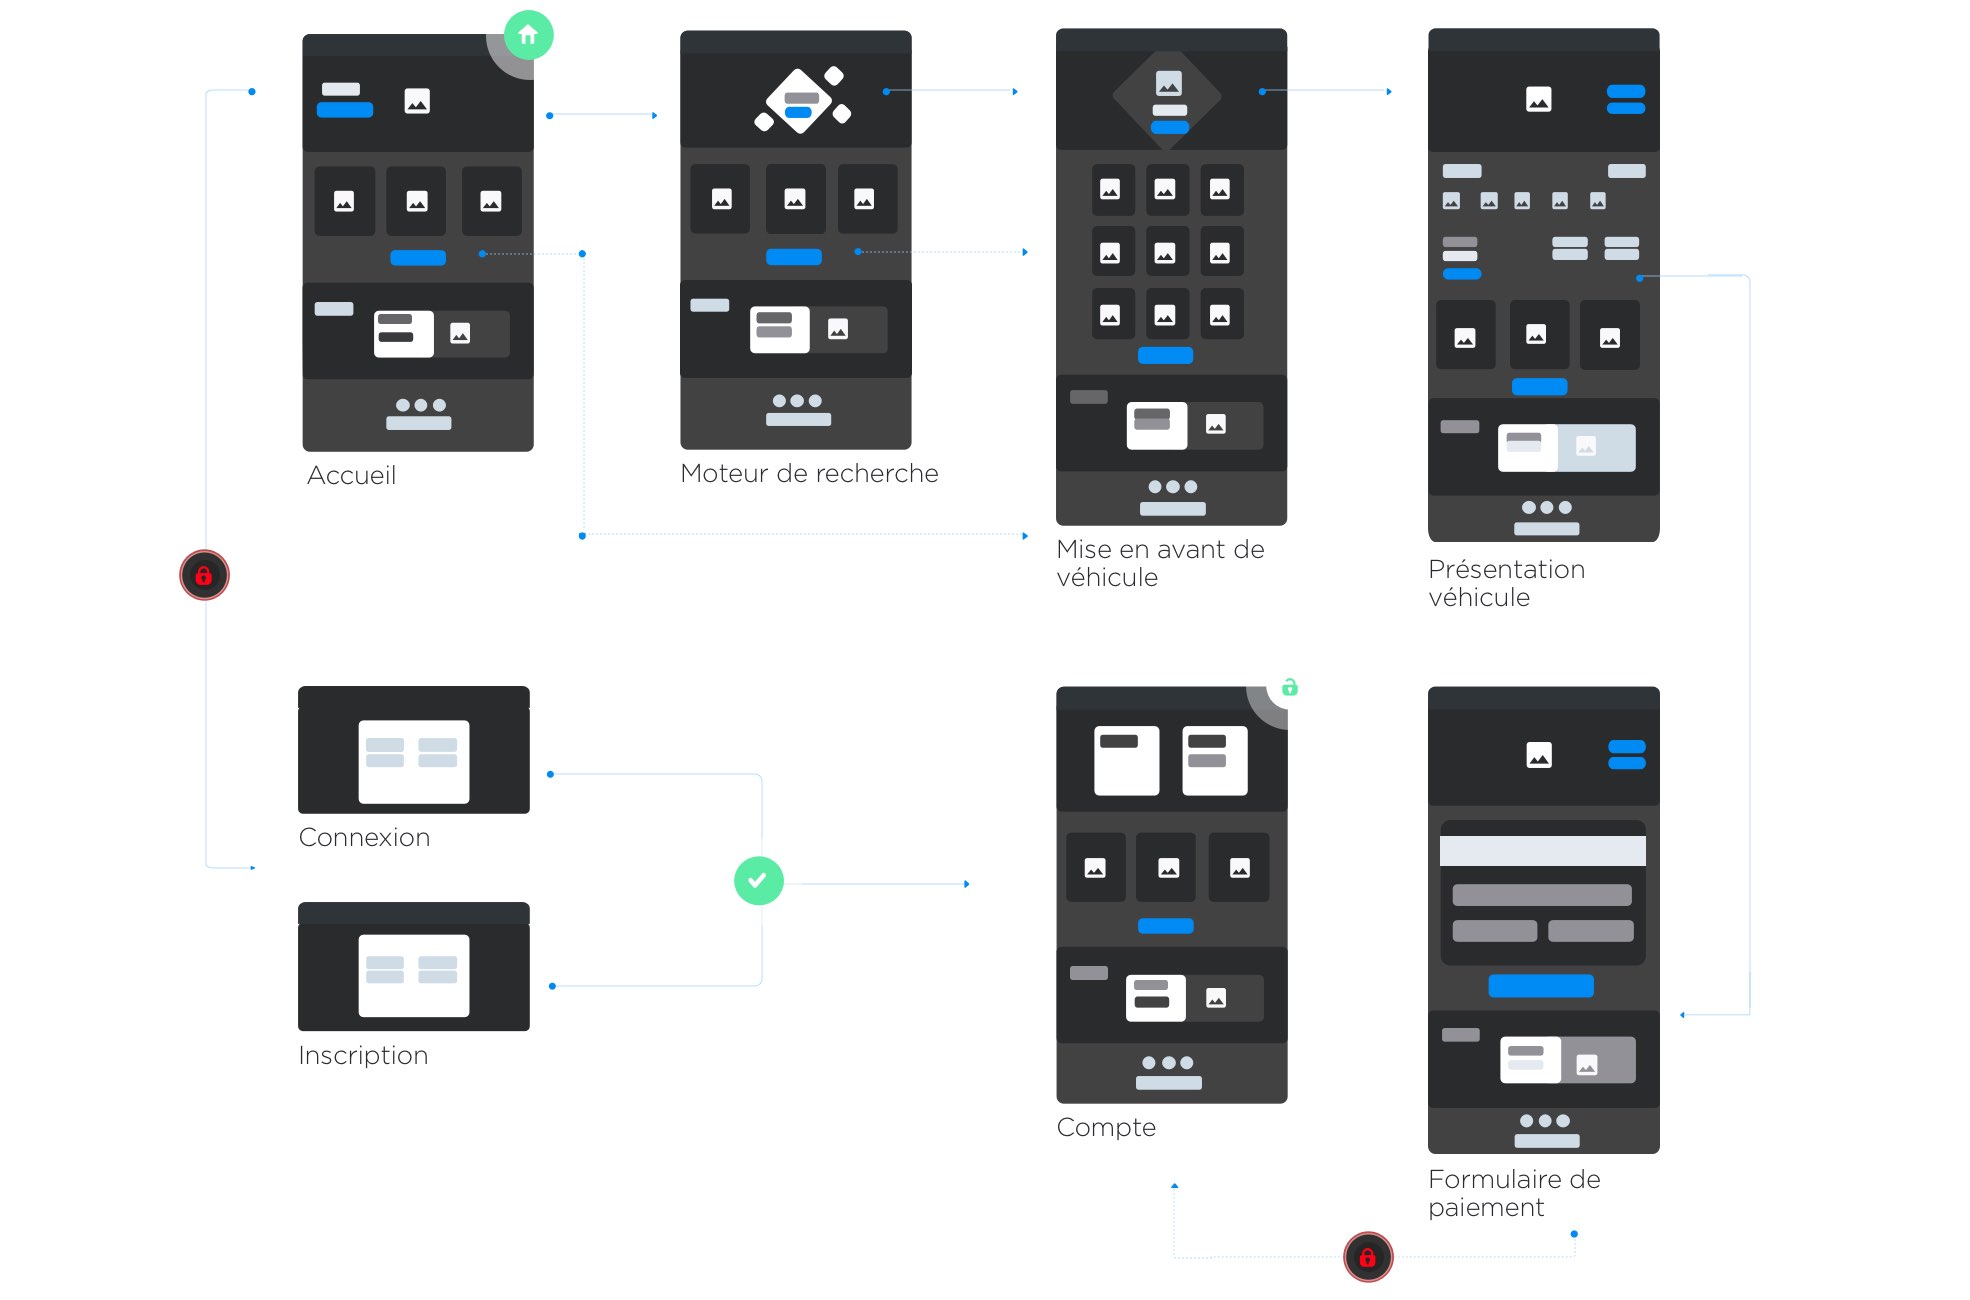 Accueil
Moteur de recherche
Mise en avant de
véhicule
Présentation
véhicule
Connexion
Inscription
Compte
Formulaire de
paiement